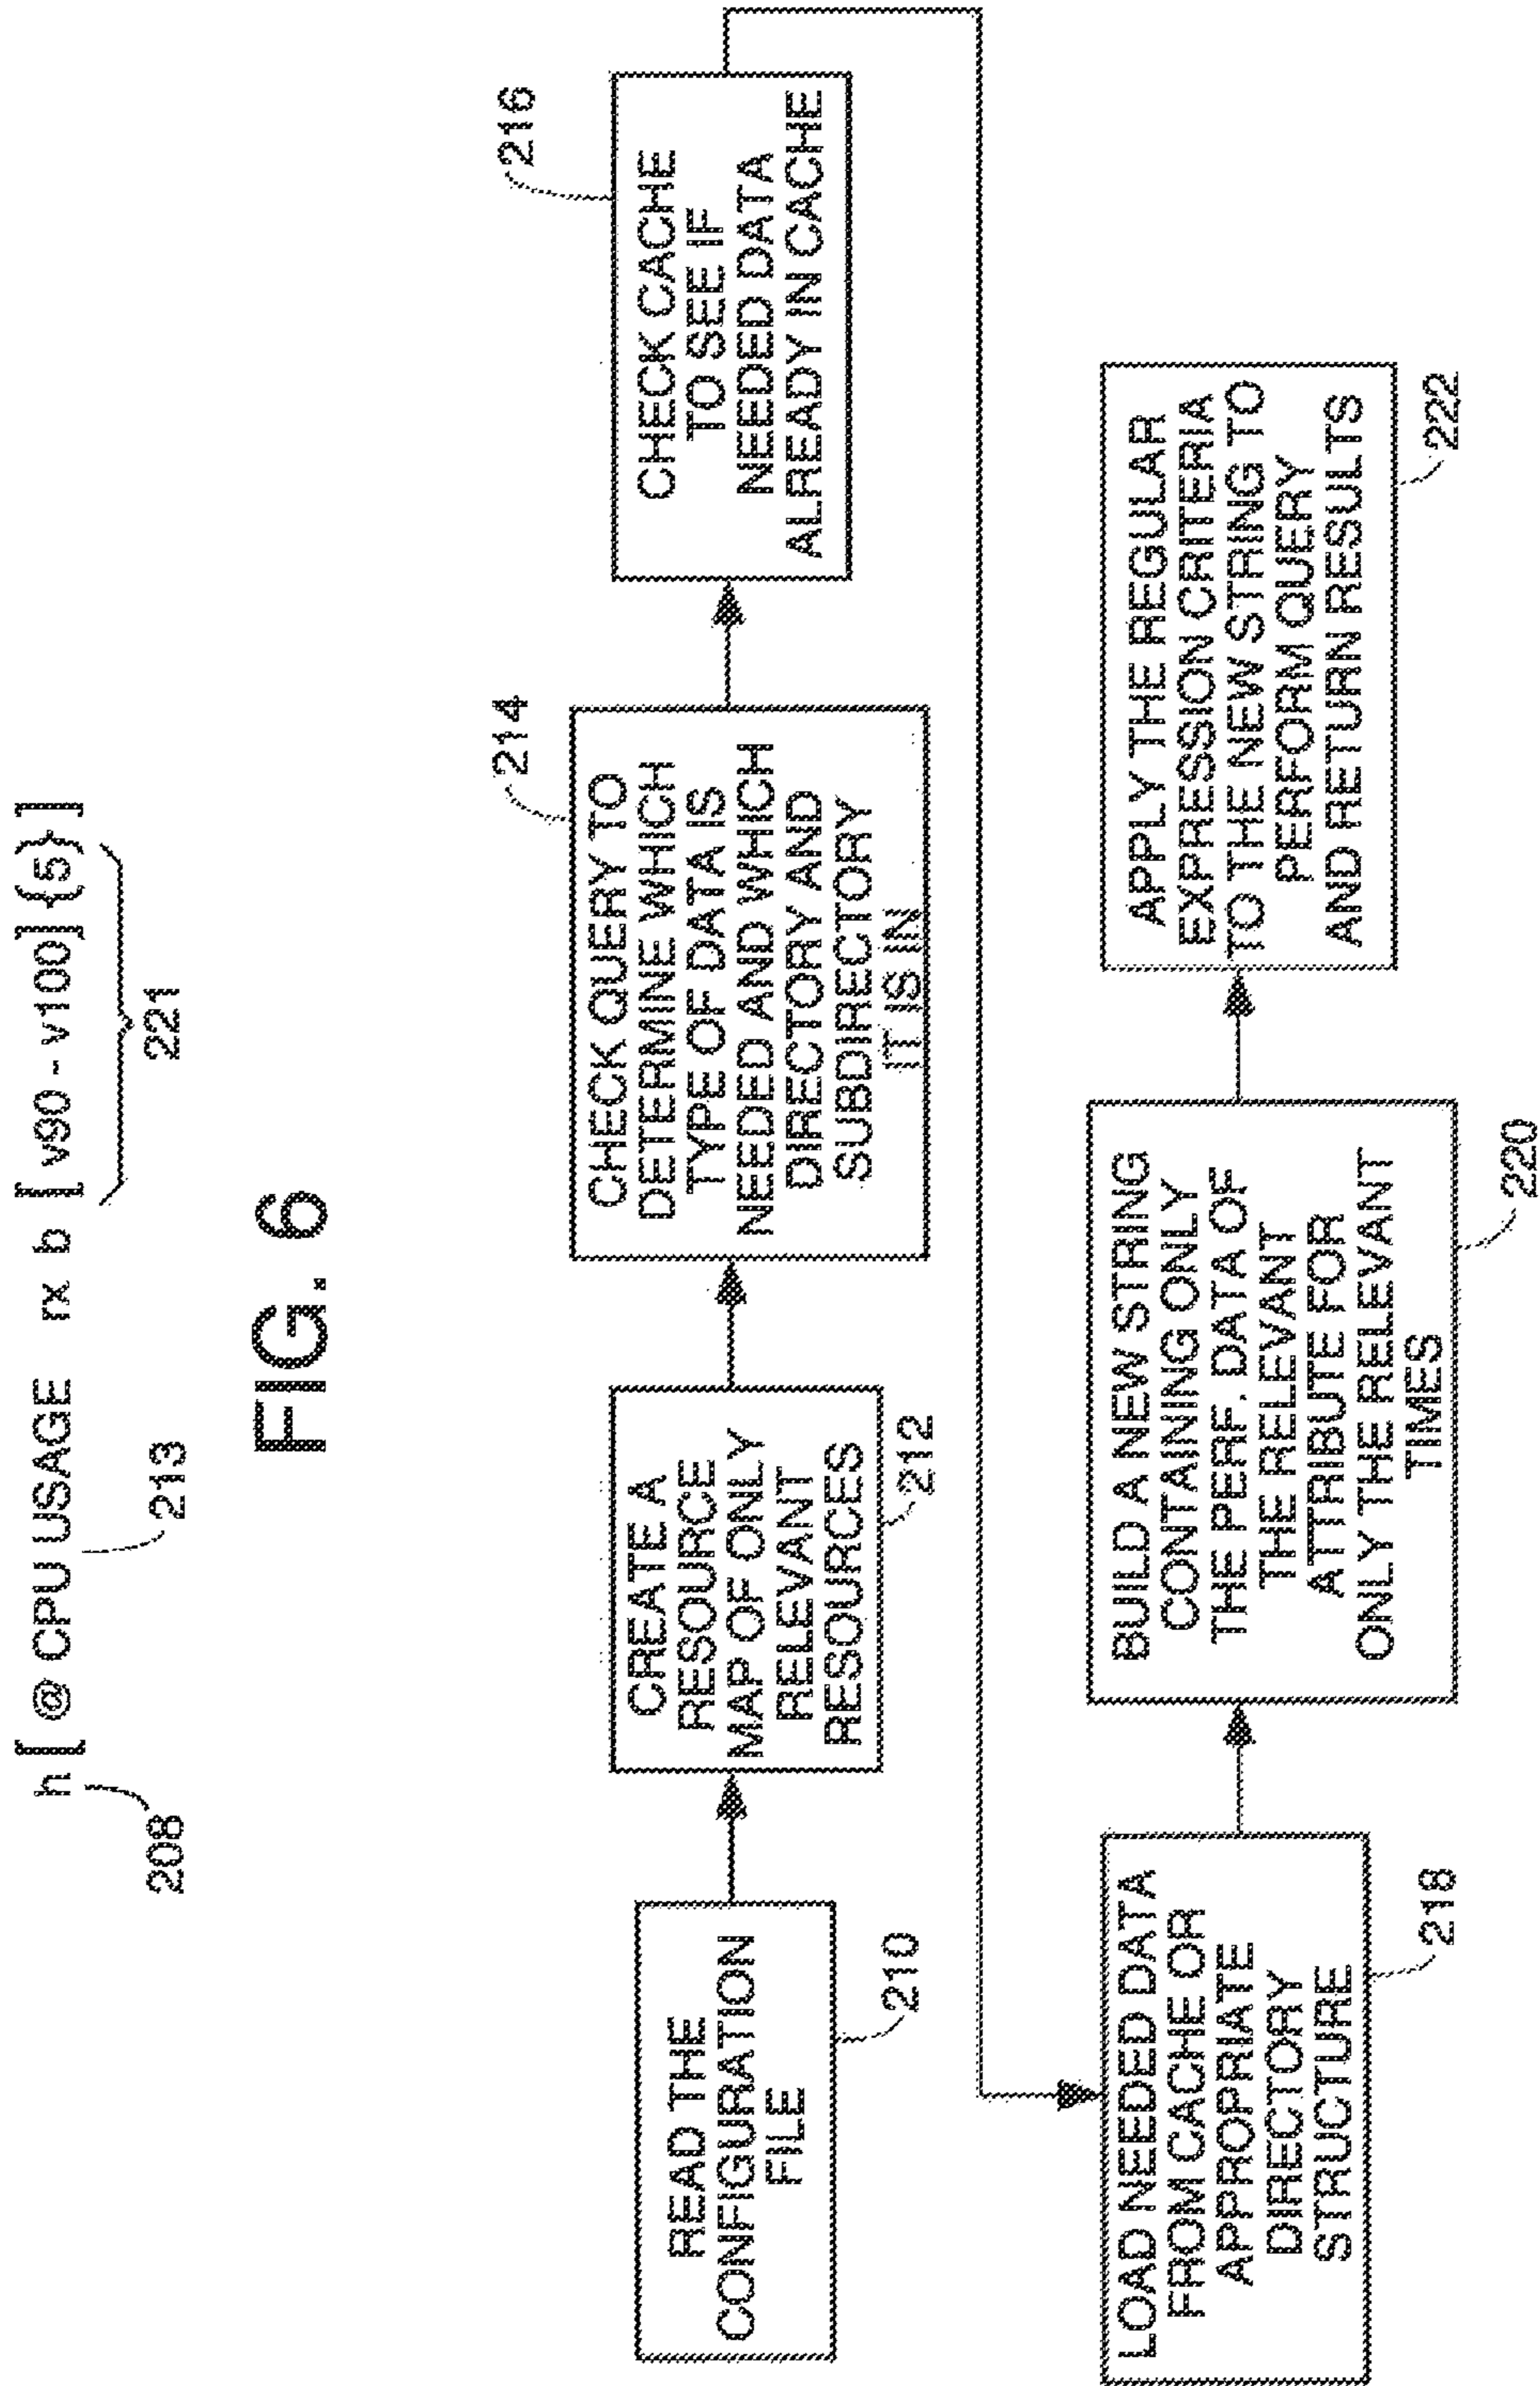 h [ @ CPU USAGE rx b [ v90 - v100] {5} ]
208
213
221
FIG. 6
READ THE
CONFIGURATION
FILE
210
CREATE A
RESOURCE
MAP OF ONLY
RELEVANT
RESOURCES
212
CHECK QUERY TO
DETERMINE WHICH
TYPE OF DATA IS
NEEDED AND WHICH
DIRECTORY AND
SUBDIRECTORY
IT IS IN
214
CHECK CACHE
TO SEE IF
NEEDED DATA
ALREADY IN CACHE
216
LOAD NEEDED DATA
FROM CACHE OR
APPROPRIATE
DIRECTORY
STRUCTURE
218
BUILD A NEW STRING
CONTAINING ONLY
THE PERF. DATA OF
THE RELEVANT
ATTRIBUTE FOR
ONLY THE RELEVANT
TIMES
220
APPLY THE REGULAR
EXPRESSION CRITERIA
TO THE NEW STRING TO
PERFORM QUERY
AND RETURN RESULTS
222